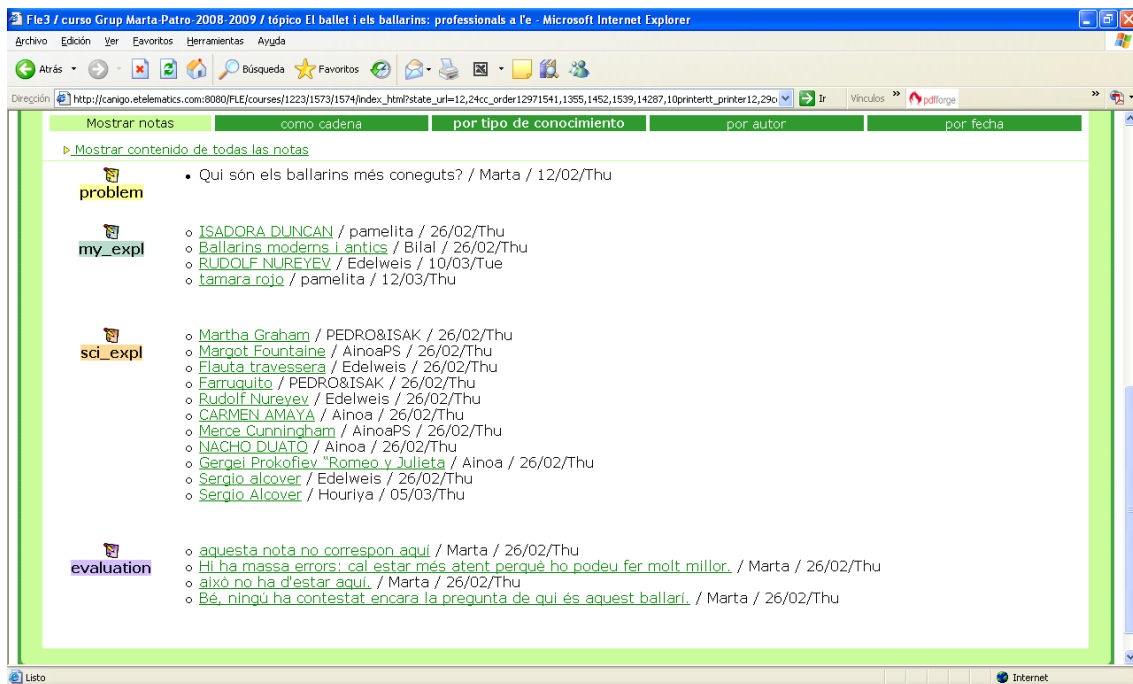 Fle3 / curso Grup Marta-Patro-2008-2009 / tópico El ballet i els ballarins: professionals a l'e - Microsoft Internet Explorer
Archivo Edición Ver Favoritos Herramientas Ayuda
Atrás Búsqueda Favoritos
Dirección http://canigo.etelematics.com:8080/FLE/courses/1223/1573/1574/index_html?state_url=12,24cc_order12971541,1355,1452,1539,14287,10printertt_printer12,29o Ir Vínculos » pdfforge »
Mostrar notas como cadena por tipo de conocimiento por autor por fecha
Mostrar contenido de todas las notas
problem
• Qui són els ballarins més coneguts? / Marta / 12/02/Thu
my_expl
o ISADORA DUNCAN / pamelita / 26/02/Thu
o Ballarins moderns i antics / Bilal / 26/02/Thu
o RUDOLF NUREYEV / Edelweis / 10/03/Tue
o tamara rojo / pamelita / 12/03/Thu
sci_expl
o Martha Graham / PEDRO&ISAK / 26/02/Thu
o Margot Fountaine / AinoaPS / 26/02/Thu
o Flauta travessera / Edelweis / 26/02/Thu
o Farruquito / PEDRO&ISAK / 26/02/Thu
o Rudolf Nureyev / Edelweis / 26/02/Thu
o CARMEN AMAYA / Ainoa / 26/02/Thu
o Merce Cunningham / AinoaPS / 26/02/Thu
o NACHO DUATO / Ainoa / 26/02/Thu
o Gergei Prokofiev "Romeo y Julieta / Ainoa / 26/02/Thu
o Sergio alcover / Edelweis / 26/02/Thu
o Sergio Alcover / Houriya / 05/03/Thu
evaluation
o aquesta nota no correspon aquí / Marta / 26/02/Thu
o Hi ha massa errors: cal estar més atent perquè ho podeu fer molt millor. / Marta / 26/02/Thu
o això no ha d'estar aquí. / Marta / 26/02/Thu
o Bé, ningú ha contestat encara la pregunta de qui és aquest ballarí. / Marta / 26/02/Thu
Listo Internet